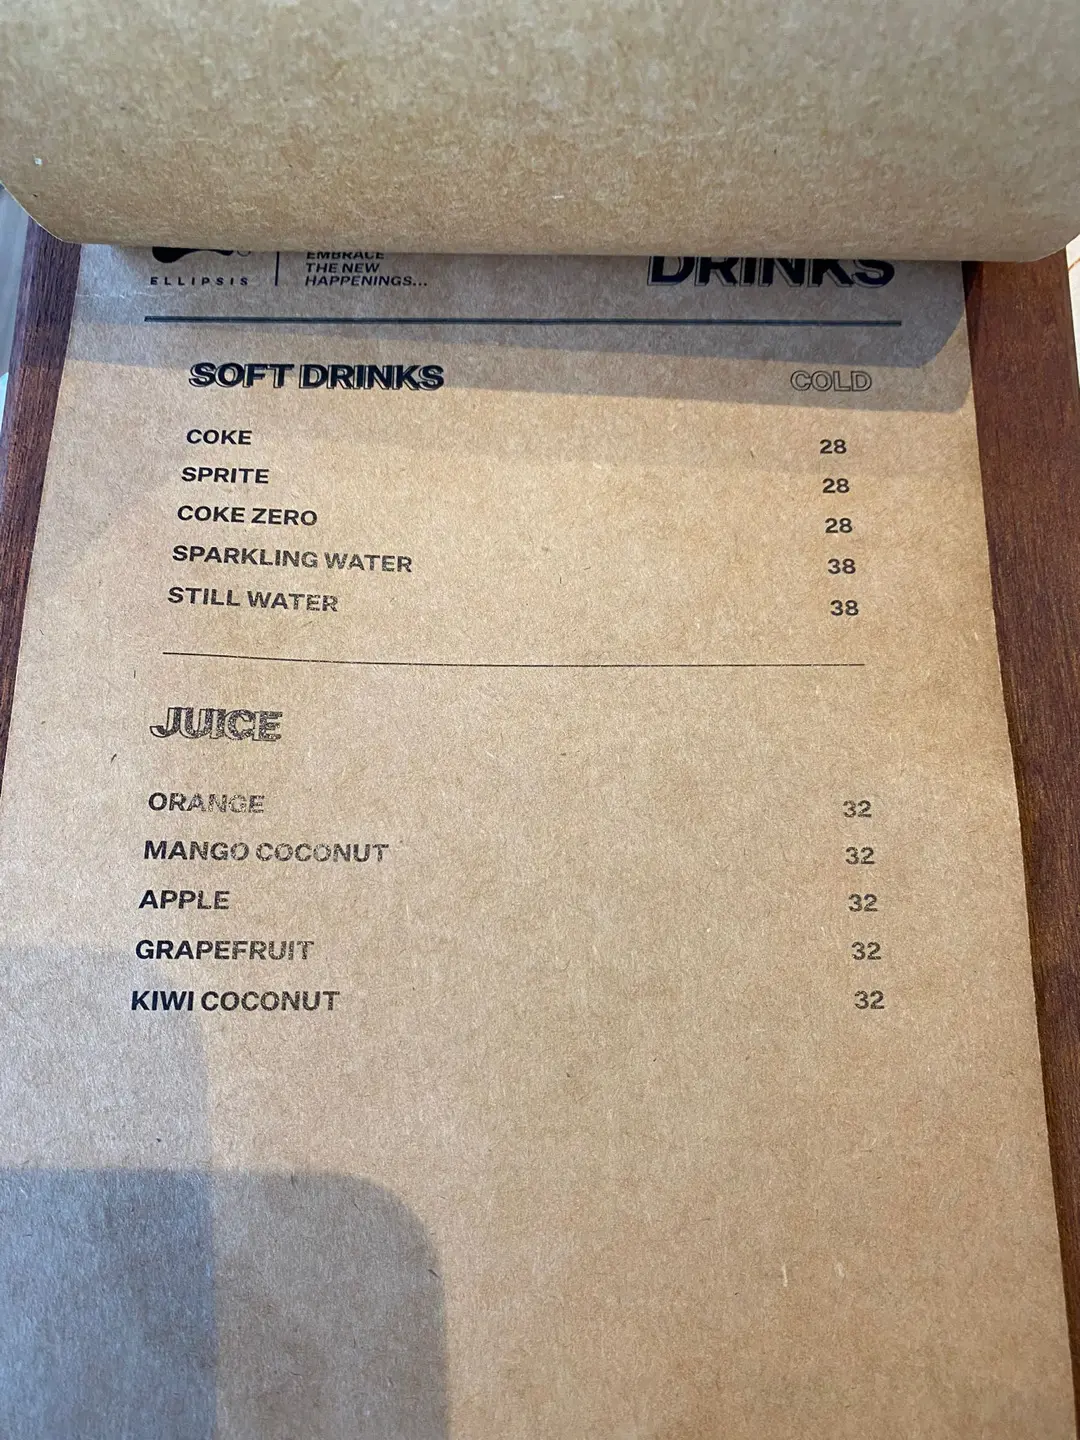 ELLIPSIS
EMBRACE
THE NEW
HAPPENINGS...
DRINKS
SOFT DRINKS COLD
COKE 28
SPRITE 28
COKE ZERO 28
SPARKLING WATER 38
STILL WATER 38
JUICE
ORANGE 32
MANGO COCONUT 32
APPLE 32
GRAPEFRUIT 32
KIWI COCONUT 32